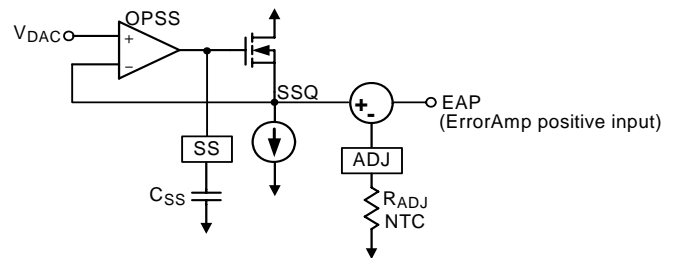 OPSS
VDAC
+
−
SSQ
+
-
EAP
(ErrorAmp positive input)
SS
ADJ
CSS
RADJ
NTC